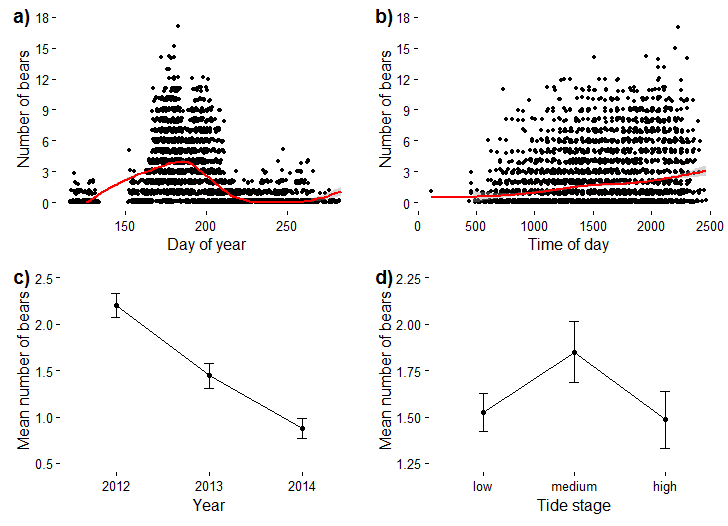 a)
Number of bears
18
15
12
9
6
3
0
150
200
250
Day of year
b)
Number of bears
18
15
12
9
6
3
0
0
500
1000
1500
2000
2500
Time of day
c)
Mean number of bears
2.5
2.0
1.5
1.0
0.5
2012
2013
2014
Year
d)
Mean number of bears
2.25
2.00
1.75
1.50
1.25
low
medium
high
Tide stage